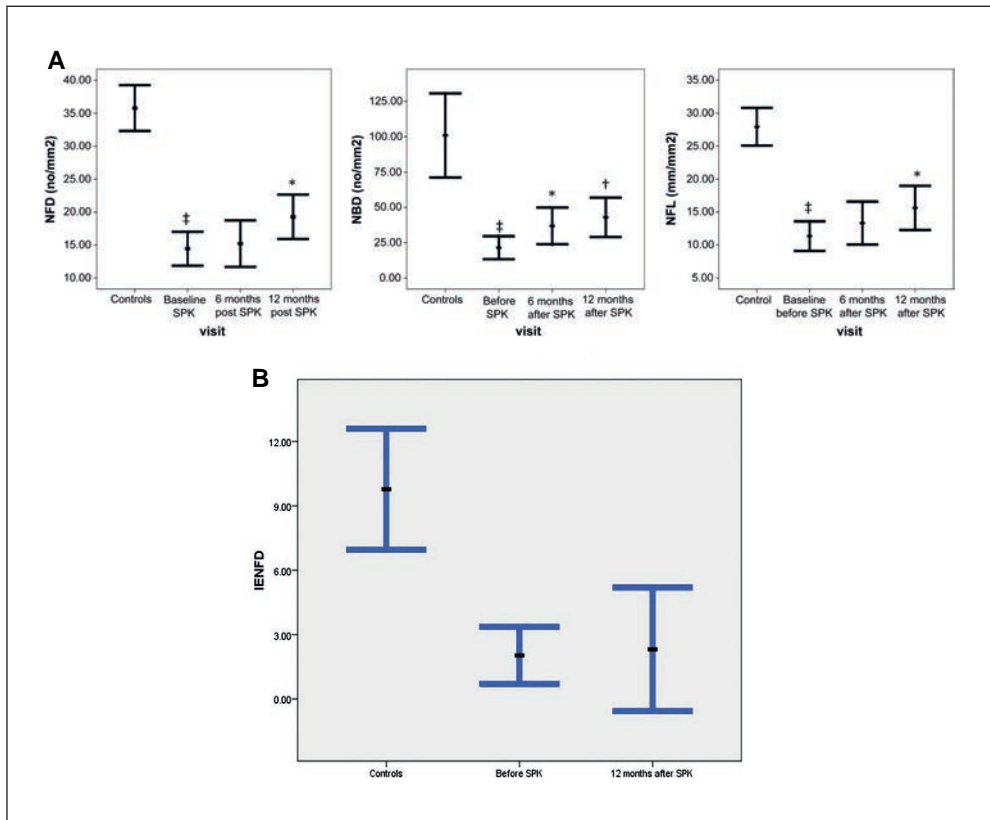 A
NFD (no/mm2)
40.00
35.00
30.00
25.00
20.00
15.00
10.00
‡
*
Controls
Baseline
SPK
6 months
post SPK
12 months
post SPK
visit
NBD (no/mm2)
125.00
100.00
75.00
50.00
25.00
0.00
‡
*
†
Controls
Before
SPK
6 months
after SPK
12 months
after SPK
visit
NFL (mm/mm2)
40.00
35.00
30.00
25.00
20.00
15.00
10.00
5.00
‡
*
Control
Baseline
before SPK
6 months
after SPK
12 months
after SPK
visit
B
IENFD
12.00
9.00
6.00
3.00
0.00
Controls
Before SPK
12 months after SPK